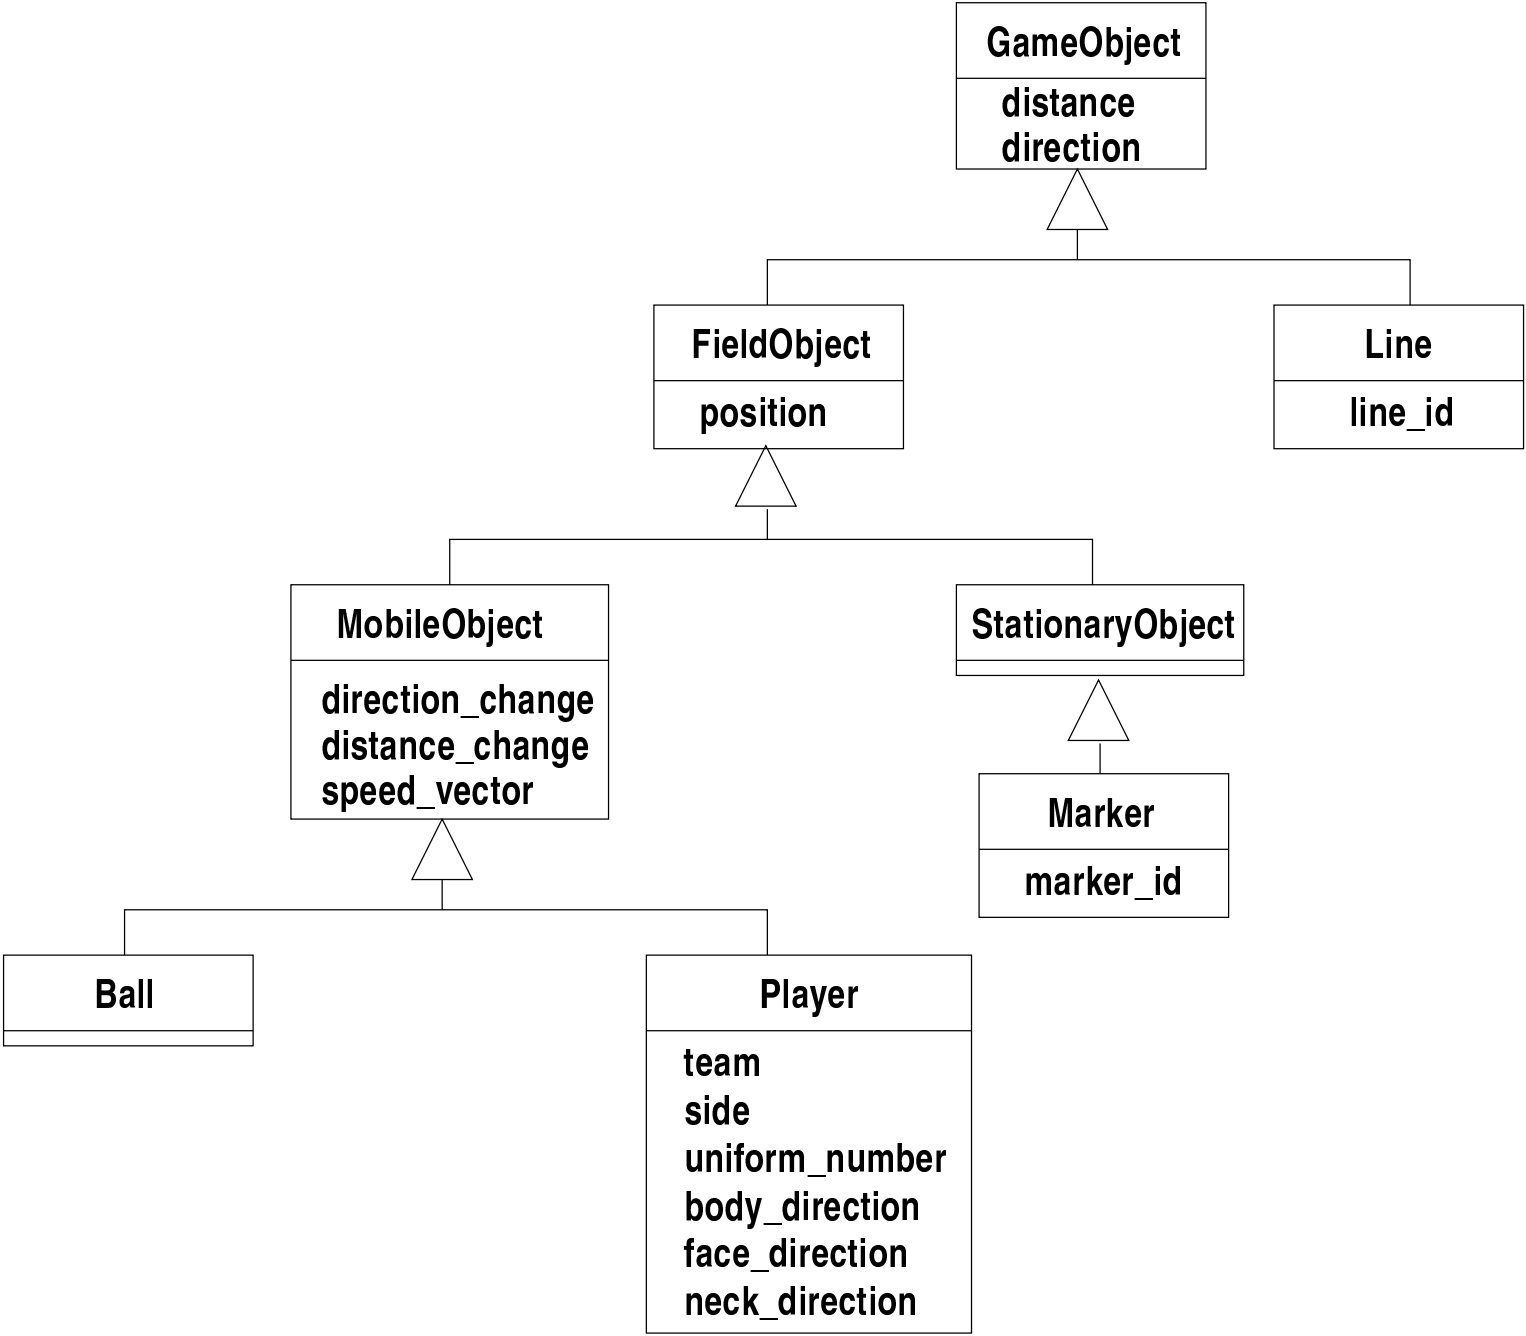 GameObject
distance
direction
FieldObject
position
Line
line_id
MobileObject
direction_change
distance_change
speed_vector
StationaryObject
Marker
marker_id
Ball
Player
team
side
uniform_number
body_direction
face_direction
neck_direction